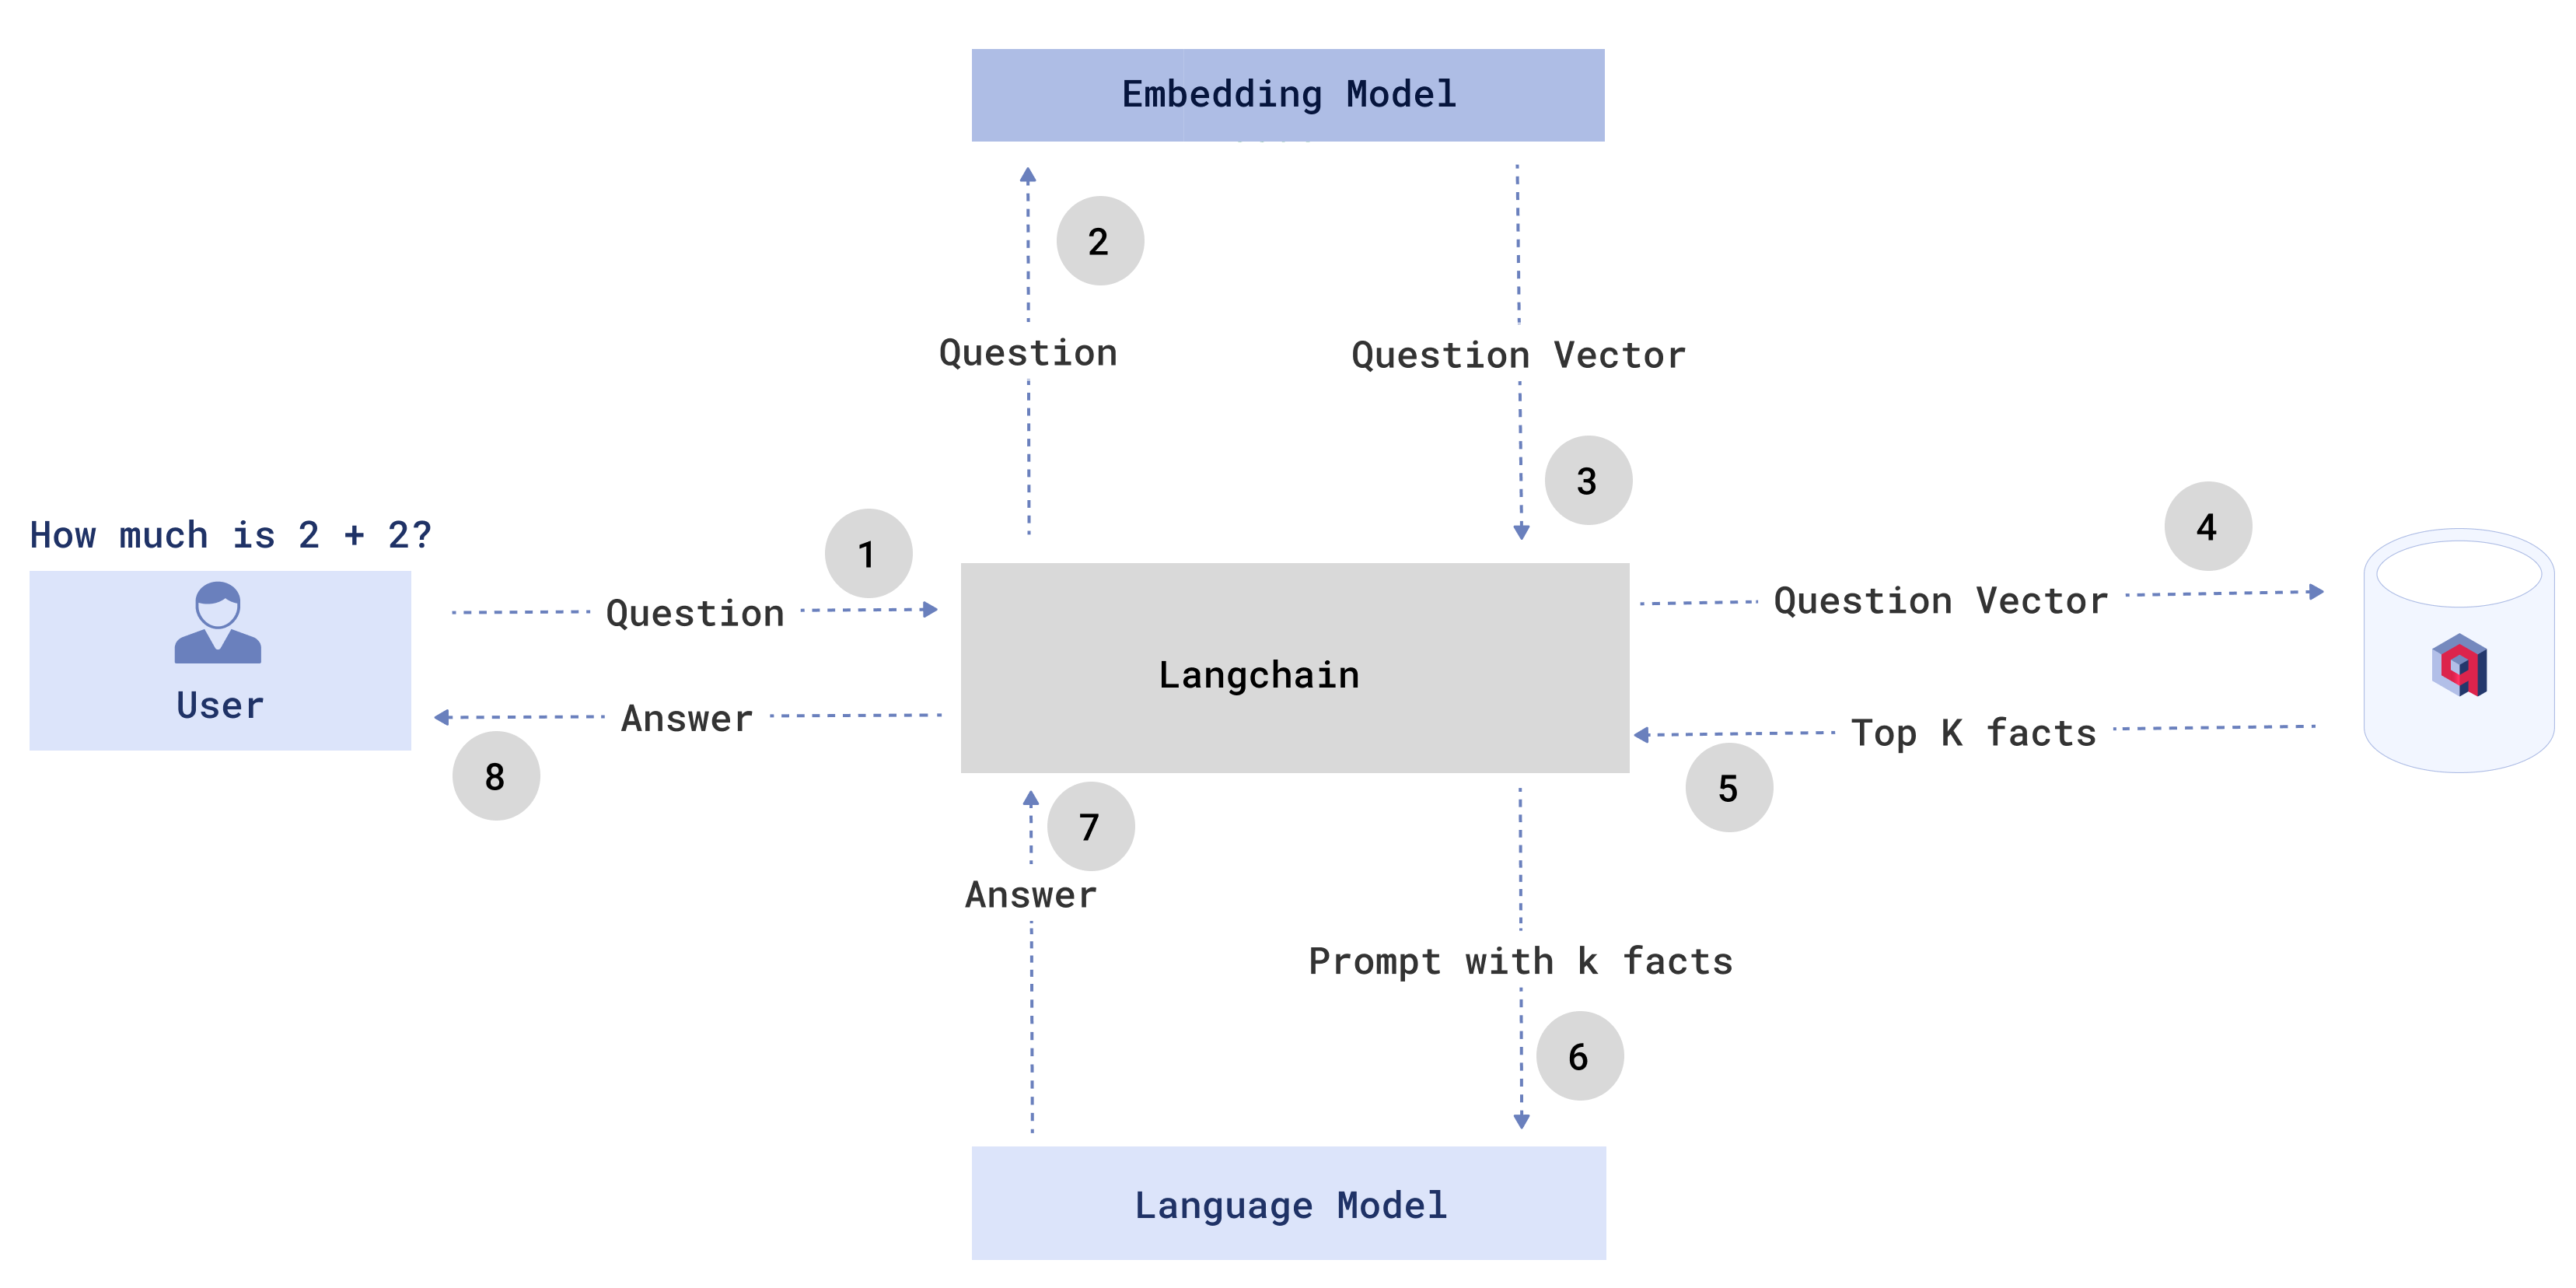 Embedding Model
2
Question
Question Vector
3
How much is 2 + 2?
1
4
Question
Question Vector
User
Langchain
Answer
Top K facts
8
7
5
Answer
Prompt with k facts
6
Language Model